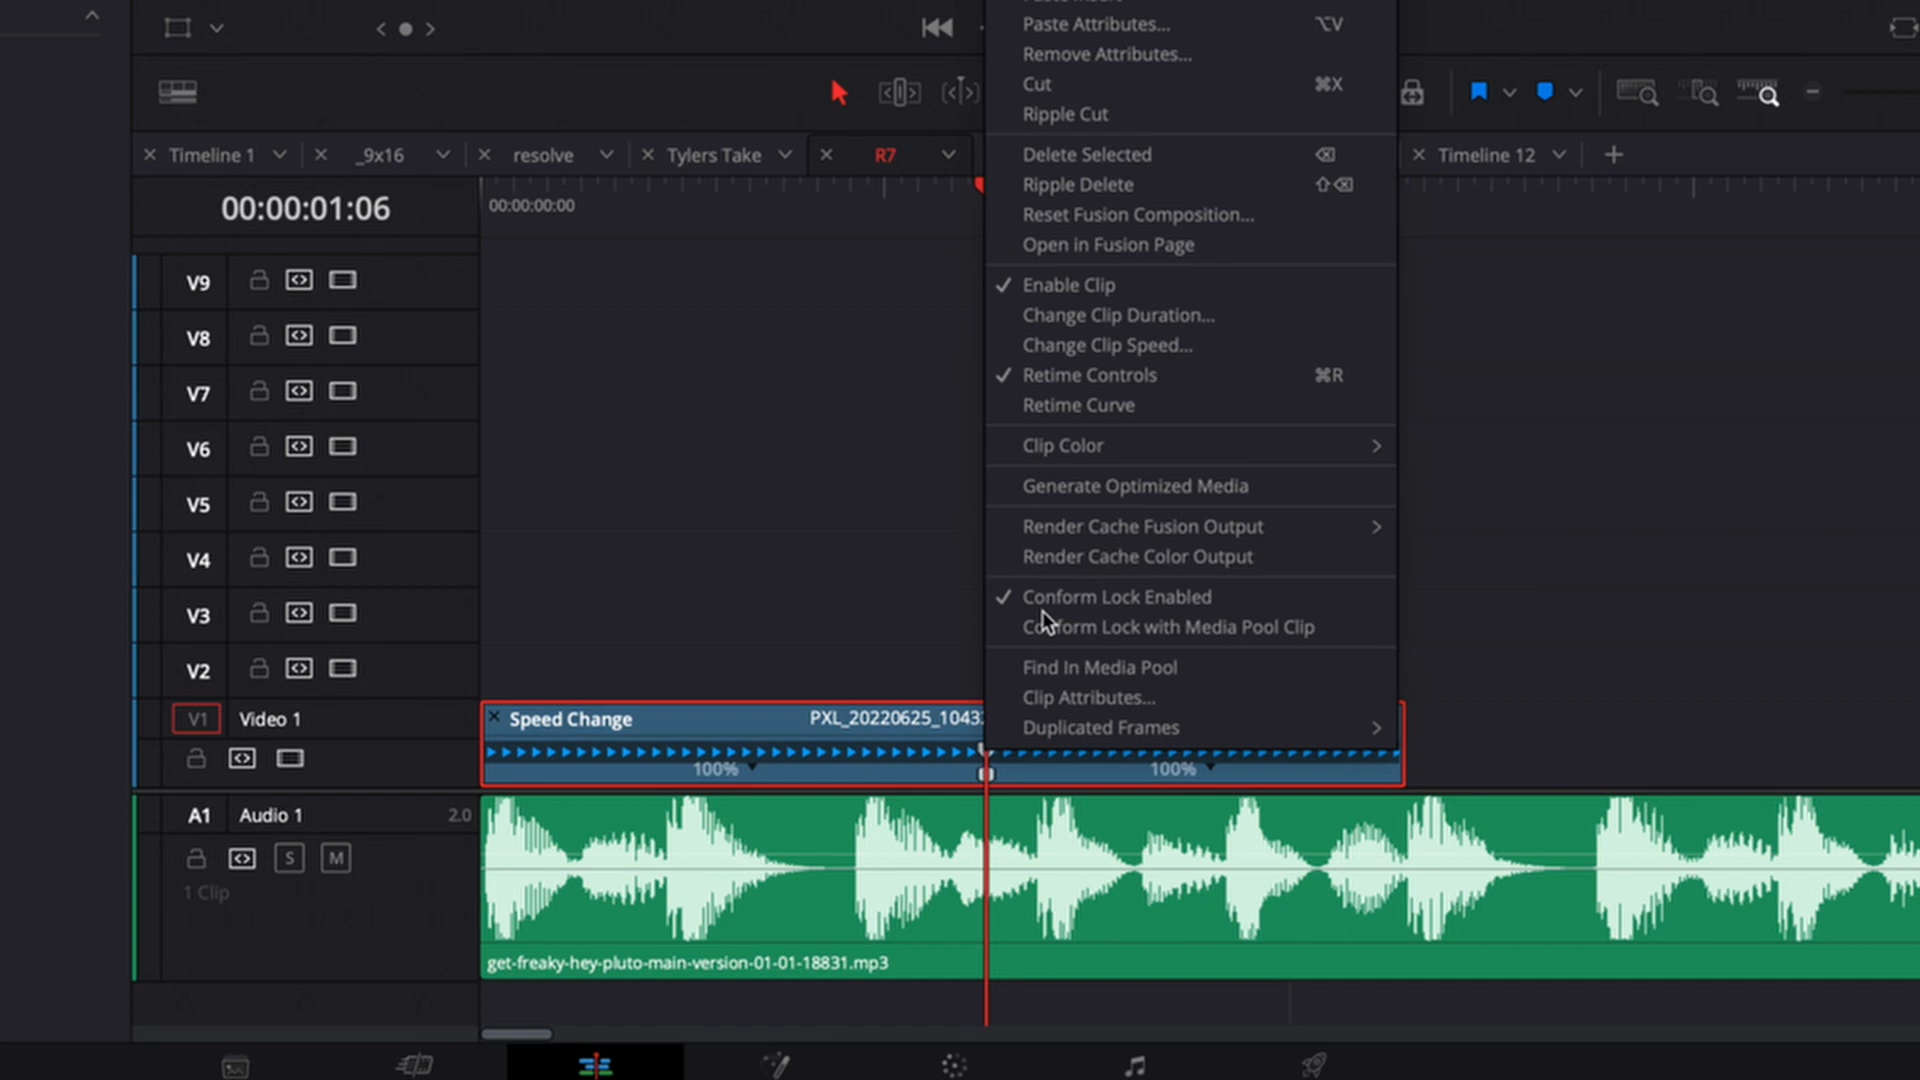 Paste Attributes... ⌥V
Remove Attributes...
Cut ⌘X
Ripple Cut
Timeline 1
_9x16
resolve
Tylers Take
R7
Delete Selected ⌫
Timeline 12
Ripple Delete ⇧⌫
00:00:01:06
00:00:00:00
Reset Fusion Composition...
Open in Fusion Page
V9
✓ Enable Clip
Change Clip Duration...
V8
Change Clip Speed...
✓ Retime Controls ⌘R
V7
Retime Curve
V6
Clip Color
Generate Optimized Media
V5
Render Cache Fusion Output
V4
Render Cache Color Output
✓ Conform Lock Enabled
V3
Conform Lock with Media Pool Clip
V2
Find In Media Pool
Clip Attributes...
V1 Video 1
Speed Change
PXL_20220625_1043
Duplicated Frames
100%
100%
A1 Audio 1 2.0
S M
1 Clip
get-freaky-hey-pluto-main-version-01-01-18831.mp3